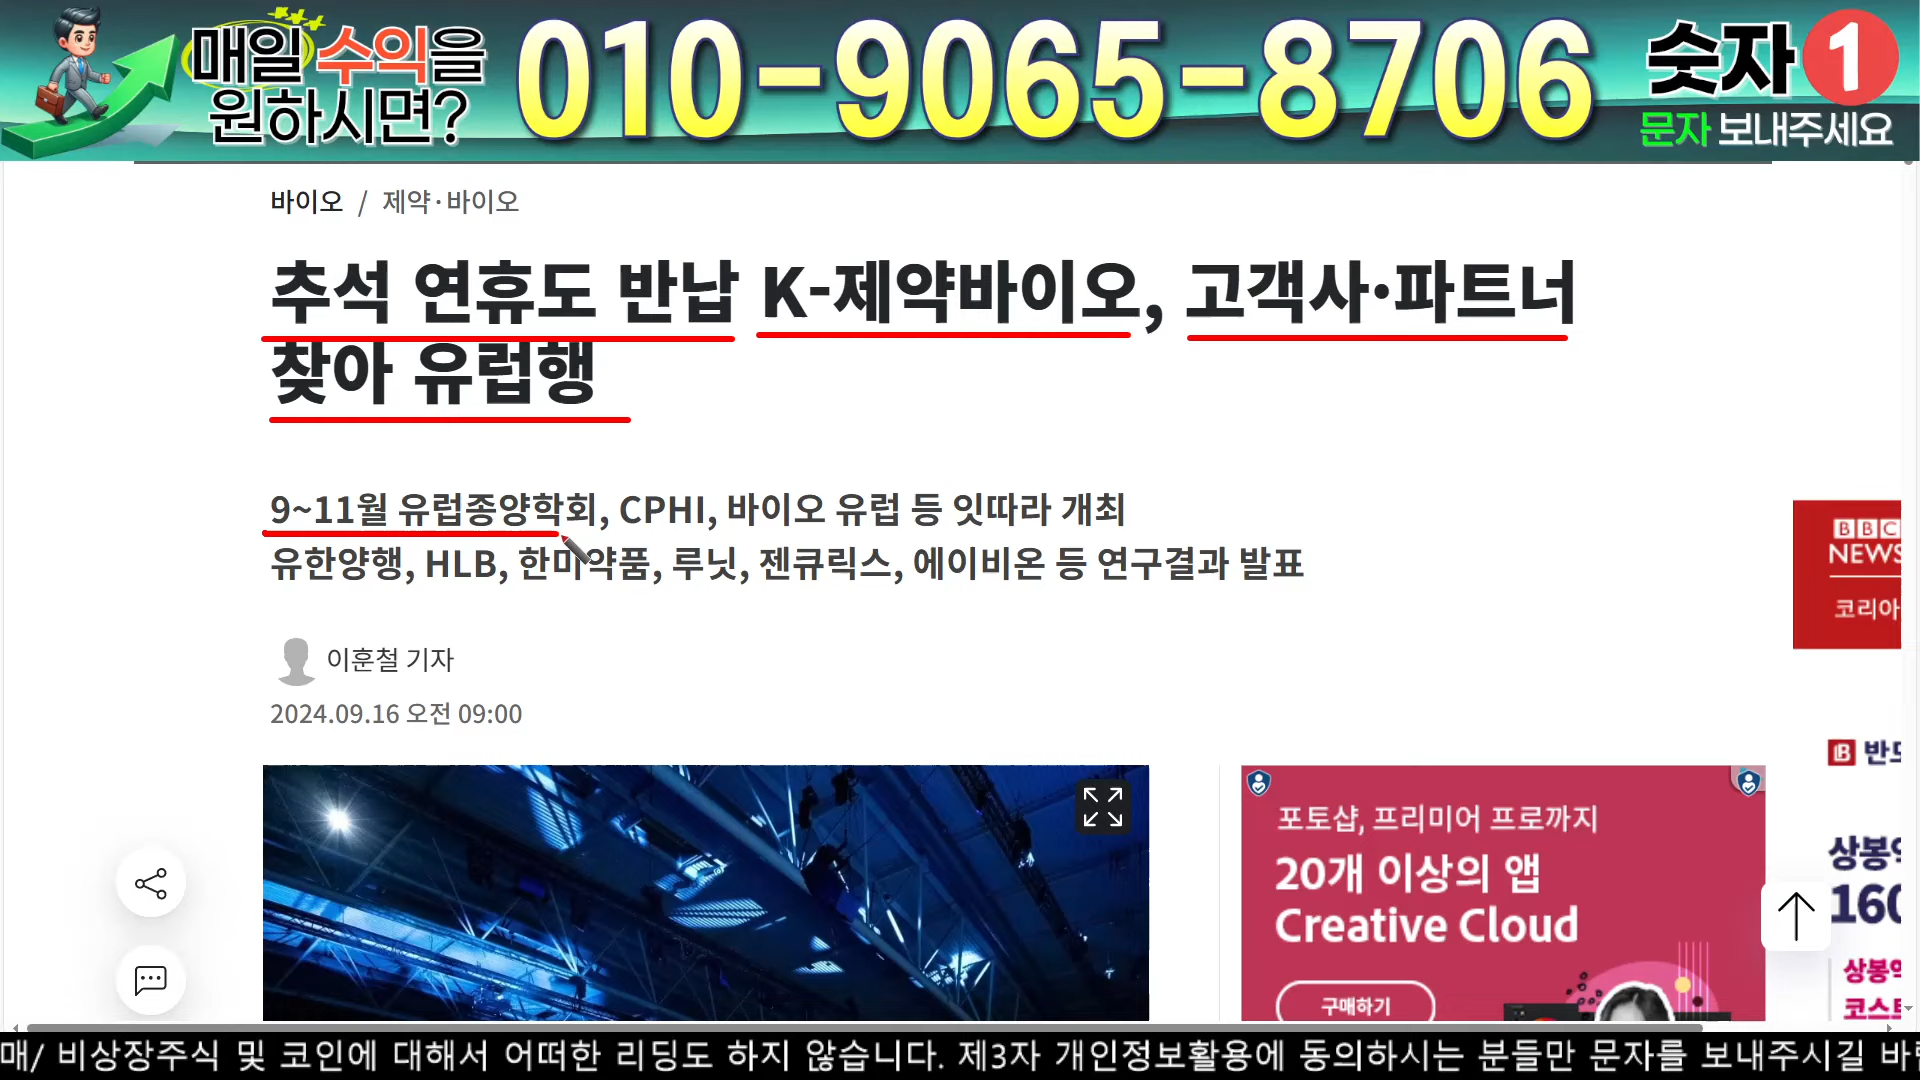 매일 수익을
원하시면?
010-9065-8706
숫자 1
문자 보내주세요
바이오 / 제약·바이오
추석 연휴도 반납 K-제약바이오, 고객사·파트너
찾아 유럽행
9~11월 유럽종양학회, CPHI, 바이오 유럽 등 잇따라 개최
유한양행, HLB, 한미약품, 루닛, 젠큐릭스, 에이비온 등 연구결과 발표
이훈철 기자
2024.09.16 오전 09:00
BBC
NEWS
코리아
포토샵, 프리미어 프로까지
20개 이상의 앱
Creative Cloud
구매하기
상봉역
160
상봉역
매/ 비상장주식 및 코인에 대해서 어떠한 리딩도 하지 않습니다. 제3자 개인정보활용에 동의하시는 분들만 문자를 보내주시길